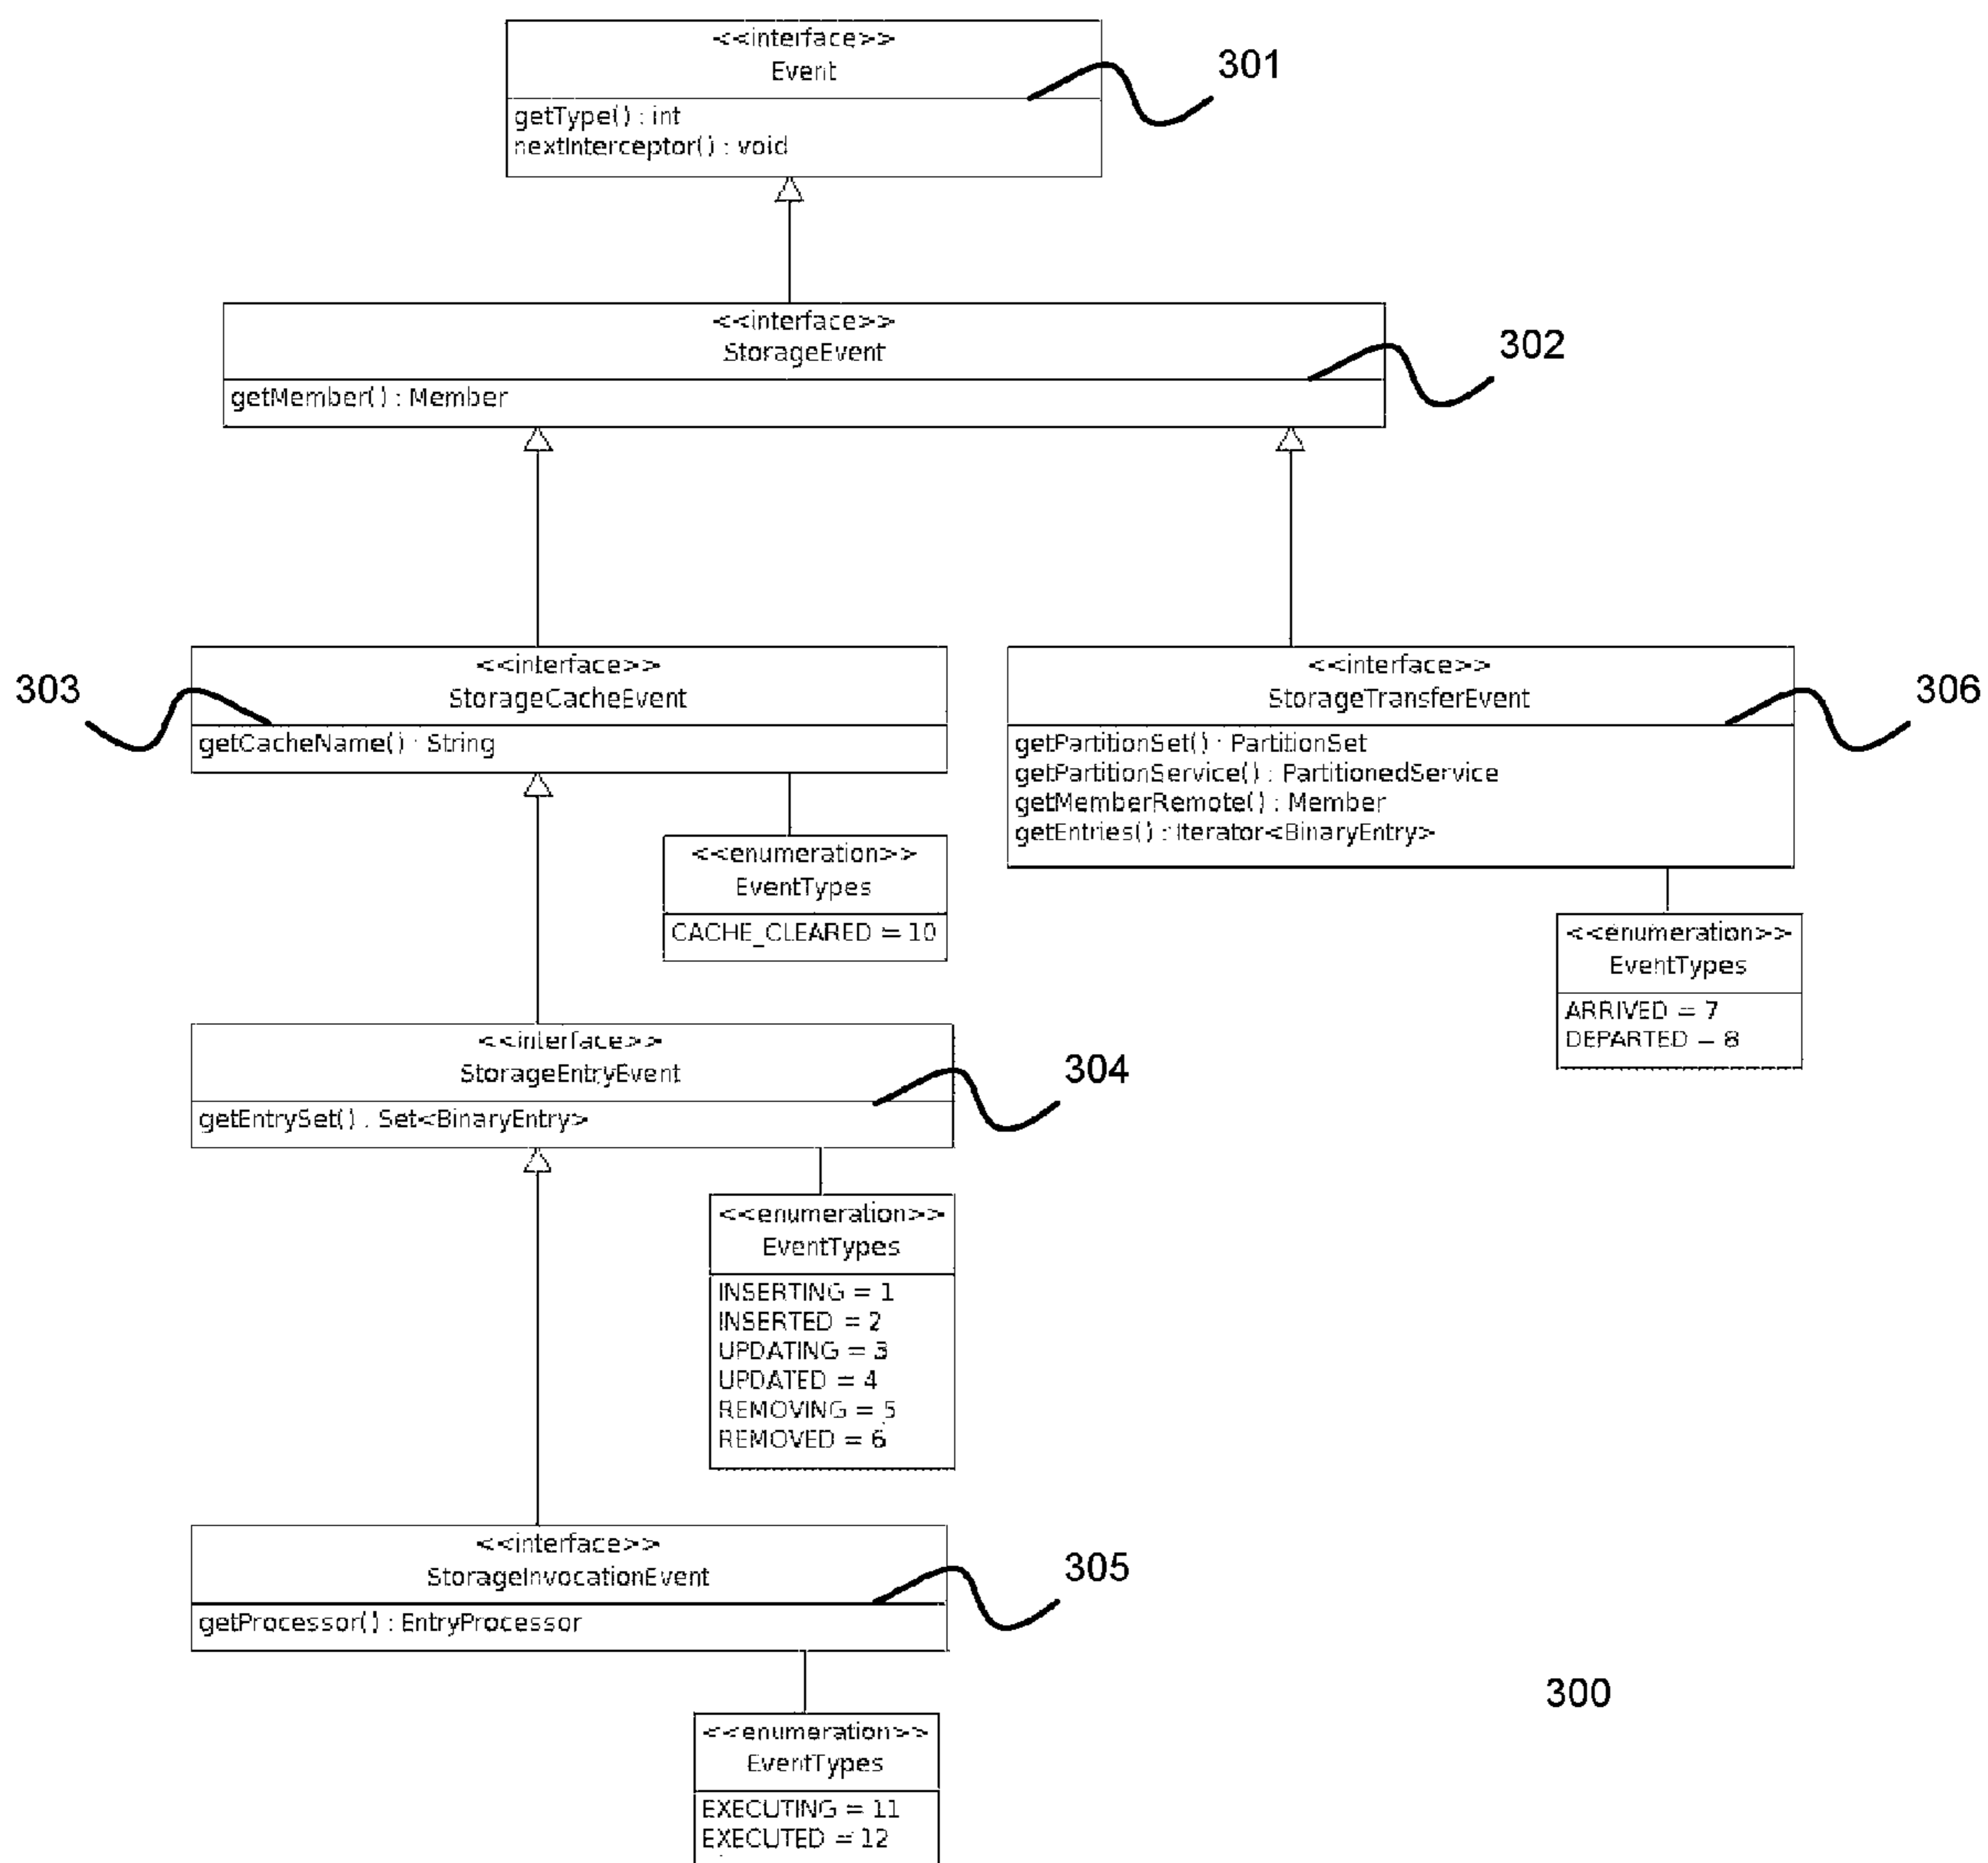 <<interface>>
Event
301
getType() : int
nextInterceptor() : void
<<interface>>
StorageEvent
302
getMember() : Member
<<interface>>
StorageCacheEvent
303
getCacheName() : String
<<interface>>
StorageTransferEvent
306
getPartitionSet() : PartitionSet
getPartitionService() : PartitionedService
getMemberRemote() : Member
getEntries() : Iterator<BinaryEntry>
<<enumeration>>
EventTypes
CACHE_CLEARED = 10
<<enumeration>>
EventTypes
ARRIVED = 7
DEPARTED = 8
<<interface>>
StorageEntryEvent
304
getEntrySet() : Set<BinaryEntry>
<<enumeration>>
EventTypes
INSERTING = 1
INSERTED = 2
UPDATING = 3
UPDATED = 4
REMOVING = 5
REMOVED = 6
<<interface>>
StorageInvocationEvent
305
getProcessor() : EntryProcessor
<<enumeration>>
EventTypes
EXECUTING = 11
EXECUTED = 12
300